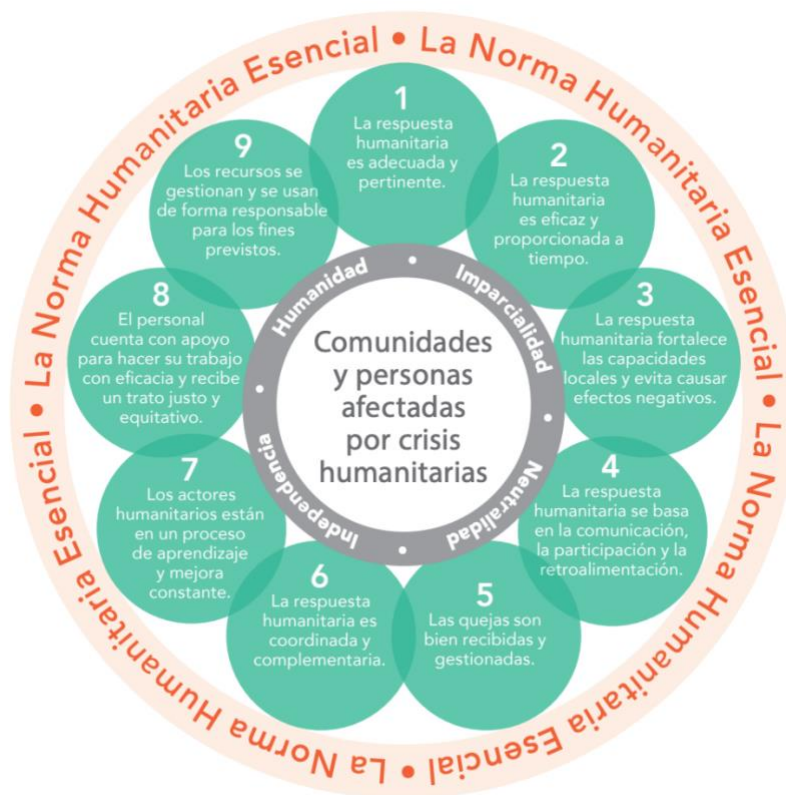 La Norma Humanitaria Esencial • La Norma Humanitaria Esencial • La Norma Humanitaria Esencial • La Norma Humanitaria Esencial •
1
La respuesta
humanitaria
es adecuada y
pertinente.
2
La respuesta
humanitaria
es eficaz y
proporcionada a
tiempo.
3
La respuesta
humanitaria fortalece
las capacidades
locales y evita causar
efectos negativos.
4
La respuesta
humanitaria se basa
en la comunicación,
la participación y la
retroalimentación.
5
Las quejas son
bien recibidas y
gestionadas.
6
La respuesta
humanitaria es
coordinada y
complementaria.
7
Los actores
humanitarios están
en un proceso
de aprendizaje
y mejora
constante.
8
El personal
cuenta con apoyo
para hacer su trabajo
con eficacia y recibe
un trato justo y
equitativo.
9
Los recursos se
gestionan y se usan
de forma responsable
para los fines
previstos.
Humanidad • Imparcialidad • Neutralidad • Independencia •
Comunidades
y personas
afectadas
por crisis
humanitarias